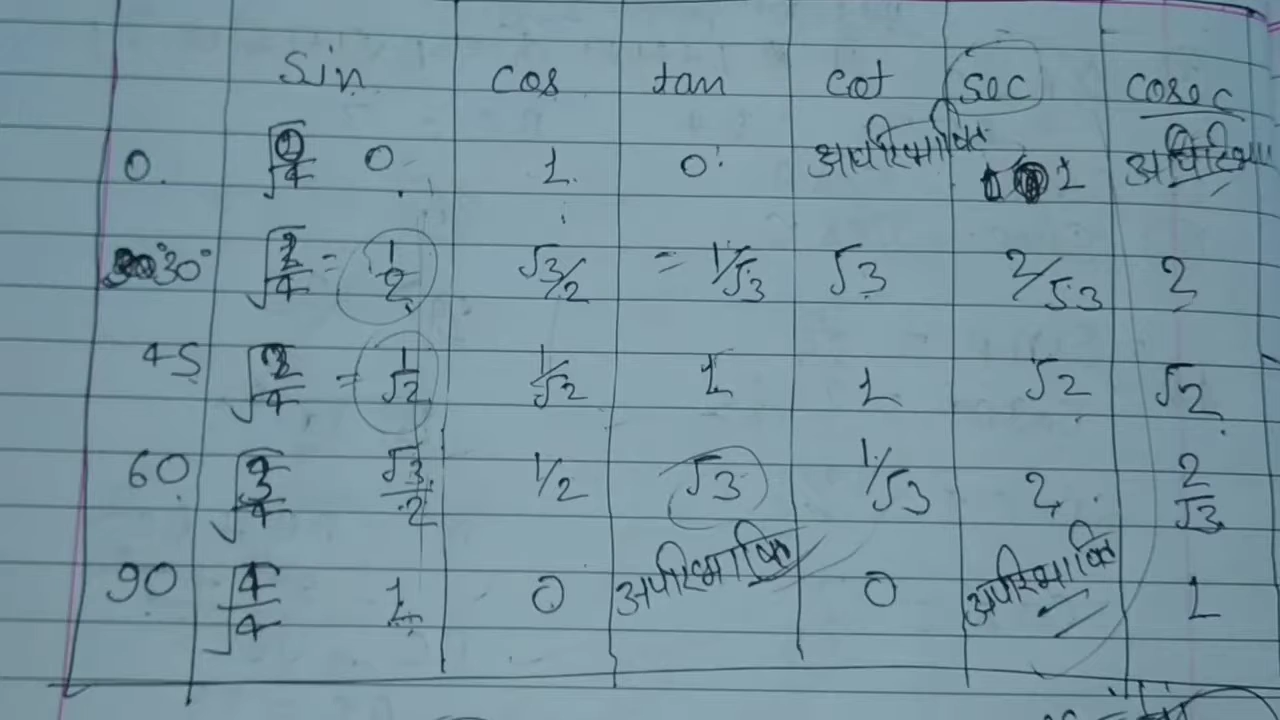 sin cos tan cot sec cosec
0. √0/4 0. 1. 0. अपरिभाषित 1
30° √1/4 = 1/2 √3/2 = 1/√3 √3 2/√3 2
45 √2/4 = 1/√2 1/√2 1 1 √2 √2
60 √3/4 √3/2 1/2 √3 1/√3 2 2/√3
90 √4/4 1 0 अपरिभाषित 0 अपरिभाषित 1